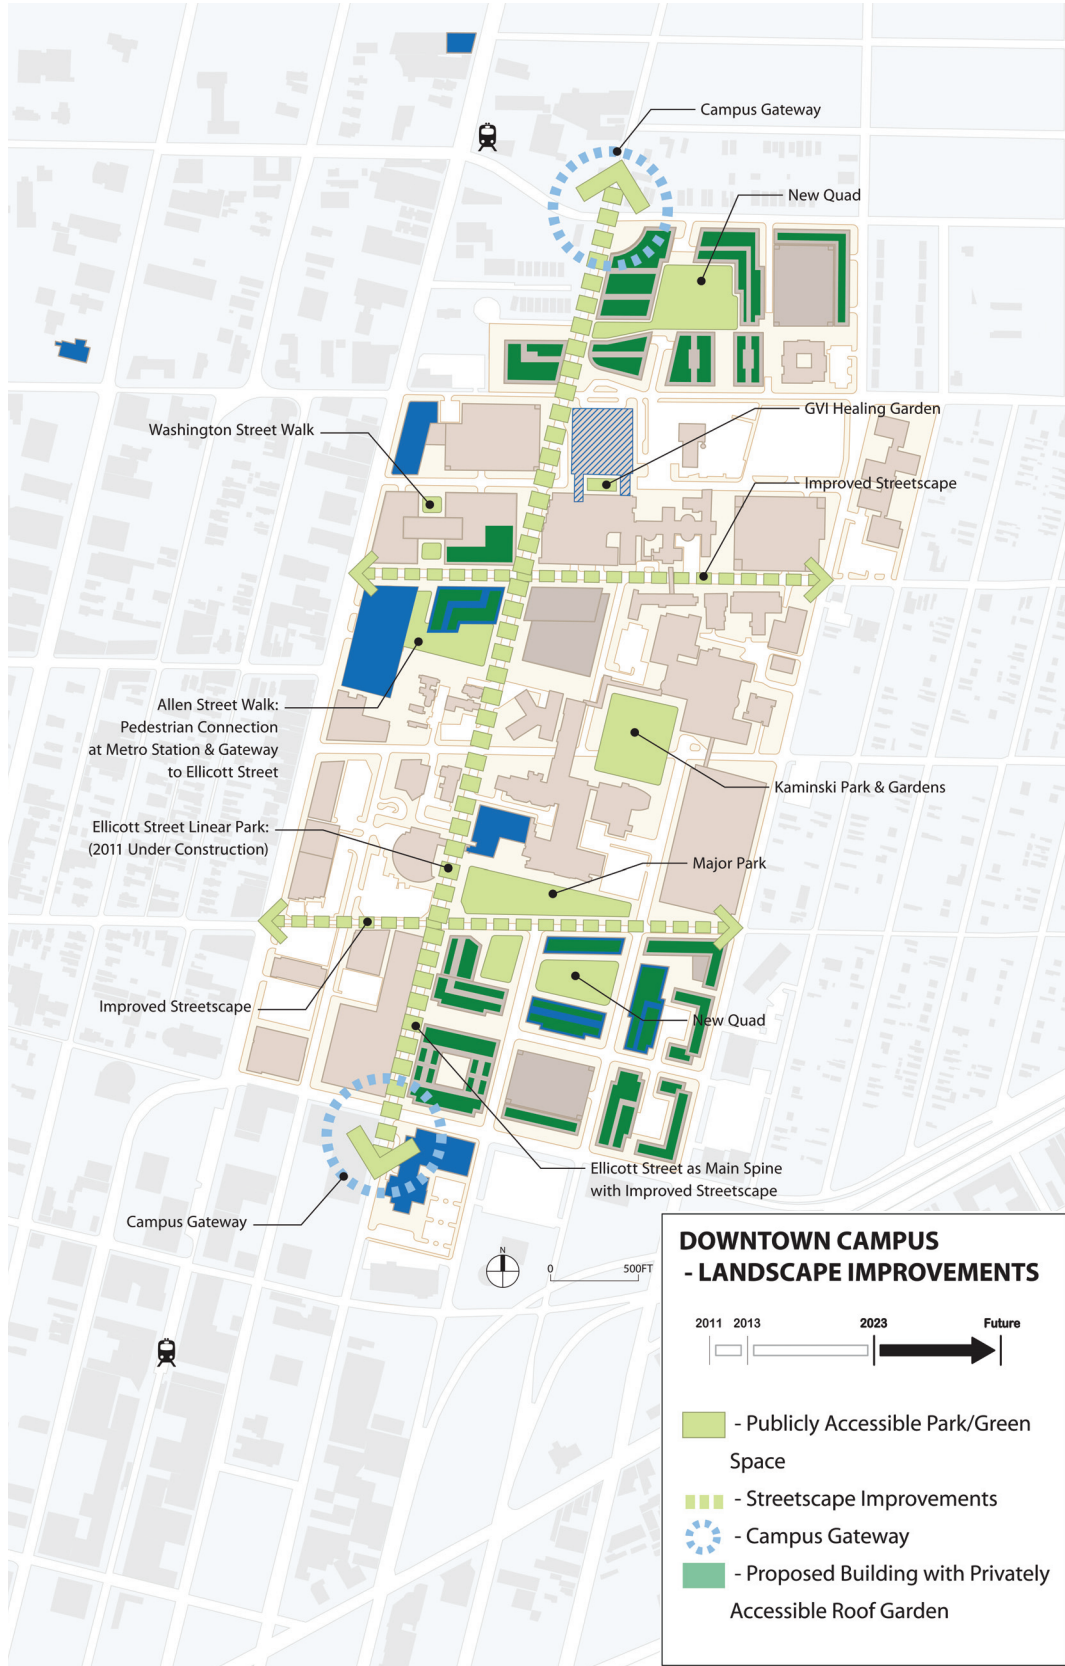 Campus Gateway
New Quad
GVI Healing Garden
Washington Street Walk
Improved Streetscape
Allen Street Walk:
Pedestrian Connection
at Metro Station & Gateway
to Ellicott Street
Kaminski Park & Gardens
Ellicott Street Linear Park:
(2011 Under Construction)
Major Park
Improved Streetscape
New Quad
Ellicott Street as Main Spine
with Improved Streetscape
Campus Gateway
N
0 500FT
DOWNTOWN CAMPUS
- LANDSCAPE IMPROVEMENTS
2011 2013 2023 Future
- Publicly Accessible Park/Green
Space
- Streetscape Improvements
- Campus Gateway
- Proposed Building with Privately
Accessible Roof Garden